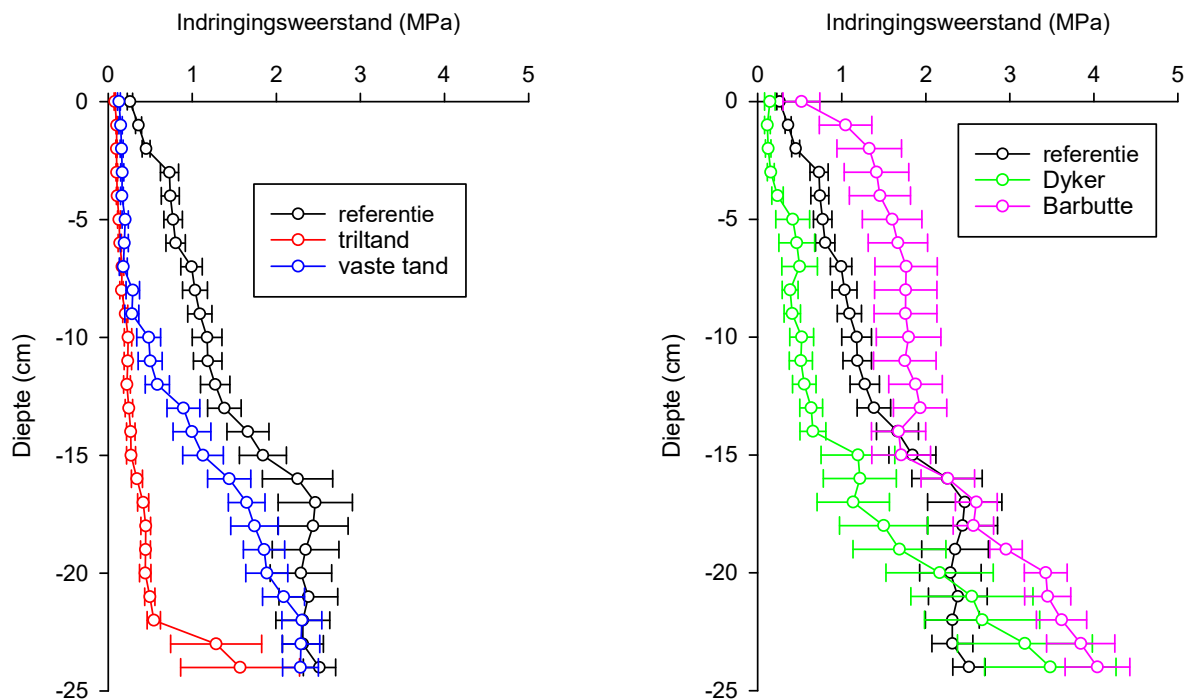 Indringingsweerstand (MPa)
0 1 2 3 4 5
0
-5
-10
-15
-20
-25
Diepte (cm)
referentie
triltand
vaste tand
Indringingsweerstand (MPa)
0 1 2 3 4 5
0
-5
-10
-15
-20
-25
Diepte (cm)
referentie
Dyker
Barbutte